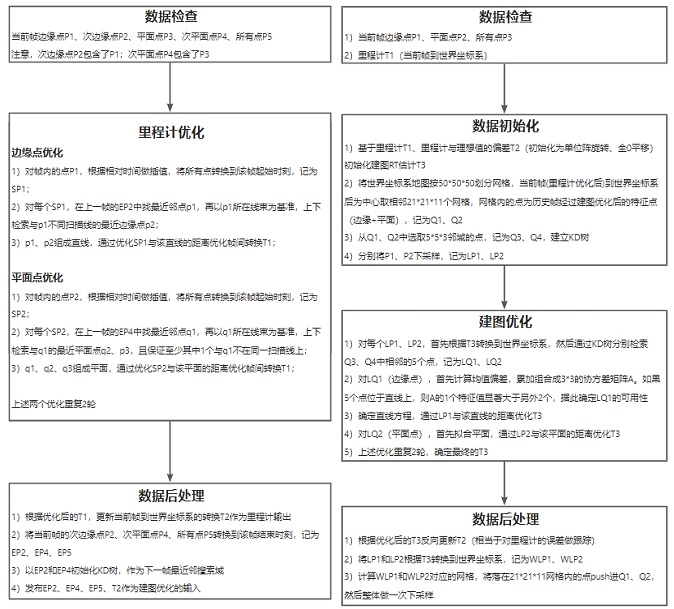 数据检查
当前帧边缘点P1、次边缘点P2、平面点P3、次平面点P4、所有点P5
注意，次边缘点P2包含了P1；次平面点P4包含了P3
里程计优化
边缘点优化
1）对帧内的点P1，根据相对时间做插值，将所有点转换到该帧起始时刻，记为
SP1；
2）对每个SP1，在上一帧的EP2中找最近邻点p1，再以p1所在线束为基准，上下
检索与p1不同扫描线的最近边缘点p2；
3）p1、p2组成直线，通过优化SP1与该直线的距离优化帧间转换T1；
平面点优化
1）对帧内的点P2，根据相对时间做插值，将所有点转换到该帧起始时刻，记为
SP2；
2）对每个SP2，在上一帧的EP4中找最近邻点q1，再以q1所在线束为基准，上下
检索与q1的最近平面点q2、p3，且保证至少其中1个与q1不在同一扫描线上；
3）q1、q2、q3组成平面，通过优化SP2与该平面的距离优化帧间转换T1；
上述两个优化重复2轮
数据后处理
1）根据优化后的T1，更新当前帧到世界坐标系的转换T2作为里程计输出
2）将当前帧的次边缘点P2、次平面点P4、所有点P5转换到该帧结束时刻，记为
EP2、EP4、EP5
3）以EP2和EP4初始化KD树，作为下一帧最近邻搜索域
4）发布EP2、EP4、EP5、T2作为建图优化的输入
数据检查
1）当前帧边缘点P1、平面点P2、所有点P3
2）里程计T1（当前帧到世界坐标系）
数据初始化
1）基于里程计T1、里程计与理想值的偏差T2（初始化为单位阵旋转、全0平移）
初始化建图RT估计T3
2）将世界坐标系地图按50*50*50划分网格，当前帧(里程计优化后)到世界坐标系
后为中心取相邻21*21*11个网格，网格内的点为历史帧经过建图优化后的特征点
（边缘+平面），记为Q1、Q2
3）从Q1、Q2中选取5*5*3邻域的点，记为Q3、Q4，建立KD树
4）分别将P1、P2下采样，记为LP1、LP2
建图优化
1）对每个LP1、LP2，首先根据T3转换到世界坐标系，然后通过KD树分别检索
Q3、Q4中相邻的5个点，记为LQ1、LQ2
2）对LQ1（边缘点），首先计算均值偏差，累加组合成3*3的协方差矩阵A。如果
5个点位于直线上，则A的1个特征值显著大于另外2个，据此确定LQ1的可用性
3）确定直线方程，通过LP1与该直线的距离优化T3
4）对LQ2（平面点），首先拟合平面，通过LP2与该平面的距离优化T3
5）上述优化重复2轮，确定最终的T3
数据后处理
1）根据优化后的T3反向更新T2（相当于对里程计的误差做跟踪）
2）将LP1和LP2根据T3转换到世界坐标系，记为WLP1、WLP2
3）计算WLP1和WLP2对应的网格，将落在21*21*11网格内的点push进Q1、Q2，
然后整体做一次下采样